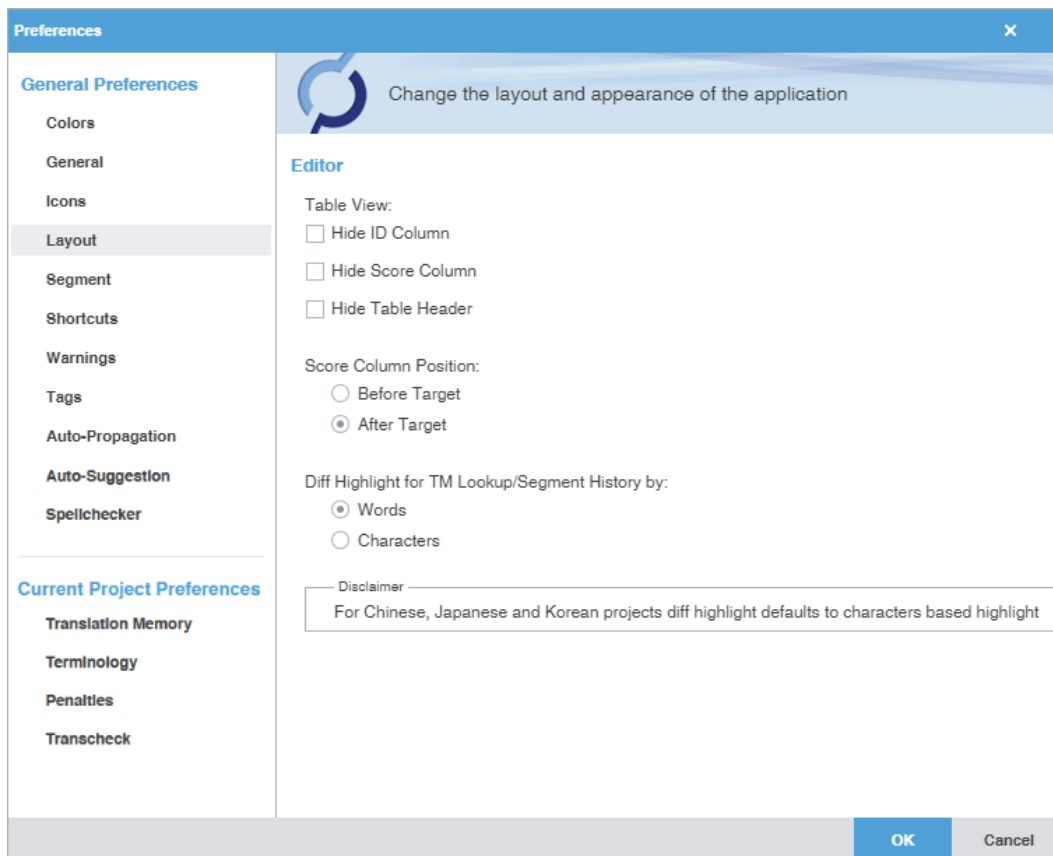 Preferences
General Preferences
Colors
General
Icons
Layout
Segment
Shortcuts
Warnings
Tags
Auto-Propagation
Auto-Suggestion
Spellchecker
Current Project Preferences
Translation Memory
Terminology
Penalties
Transcheck
Change the layout and appearance of the application
Editor
Table View:
Hide ID Column
Hide Score Column
Hide Table Header
Score Column Position:
Before Target
After Target
Diff Highlight for TM Lookup/Segment History by:
Words
Characters
Disclaimer
For Chinese, Japanese and Korean projects diff highlight defaults to characters based highlight
OK
Cancel